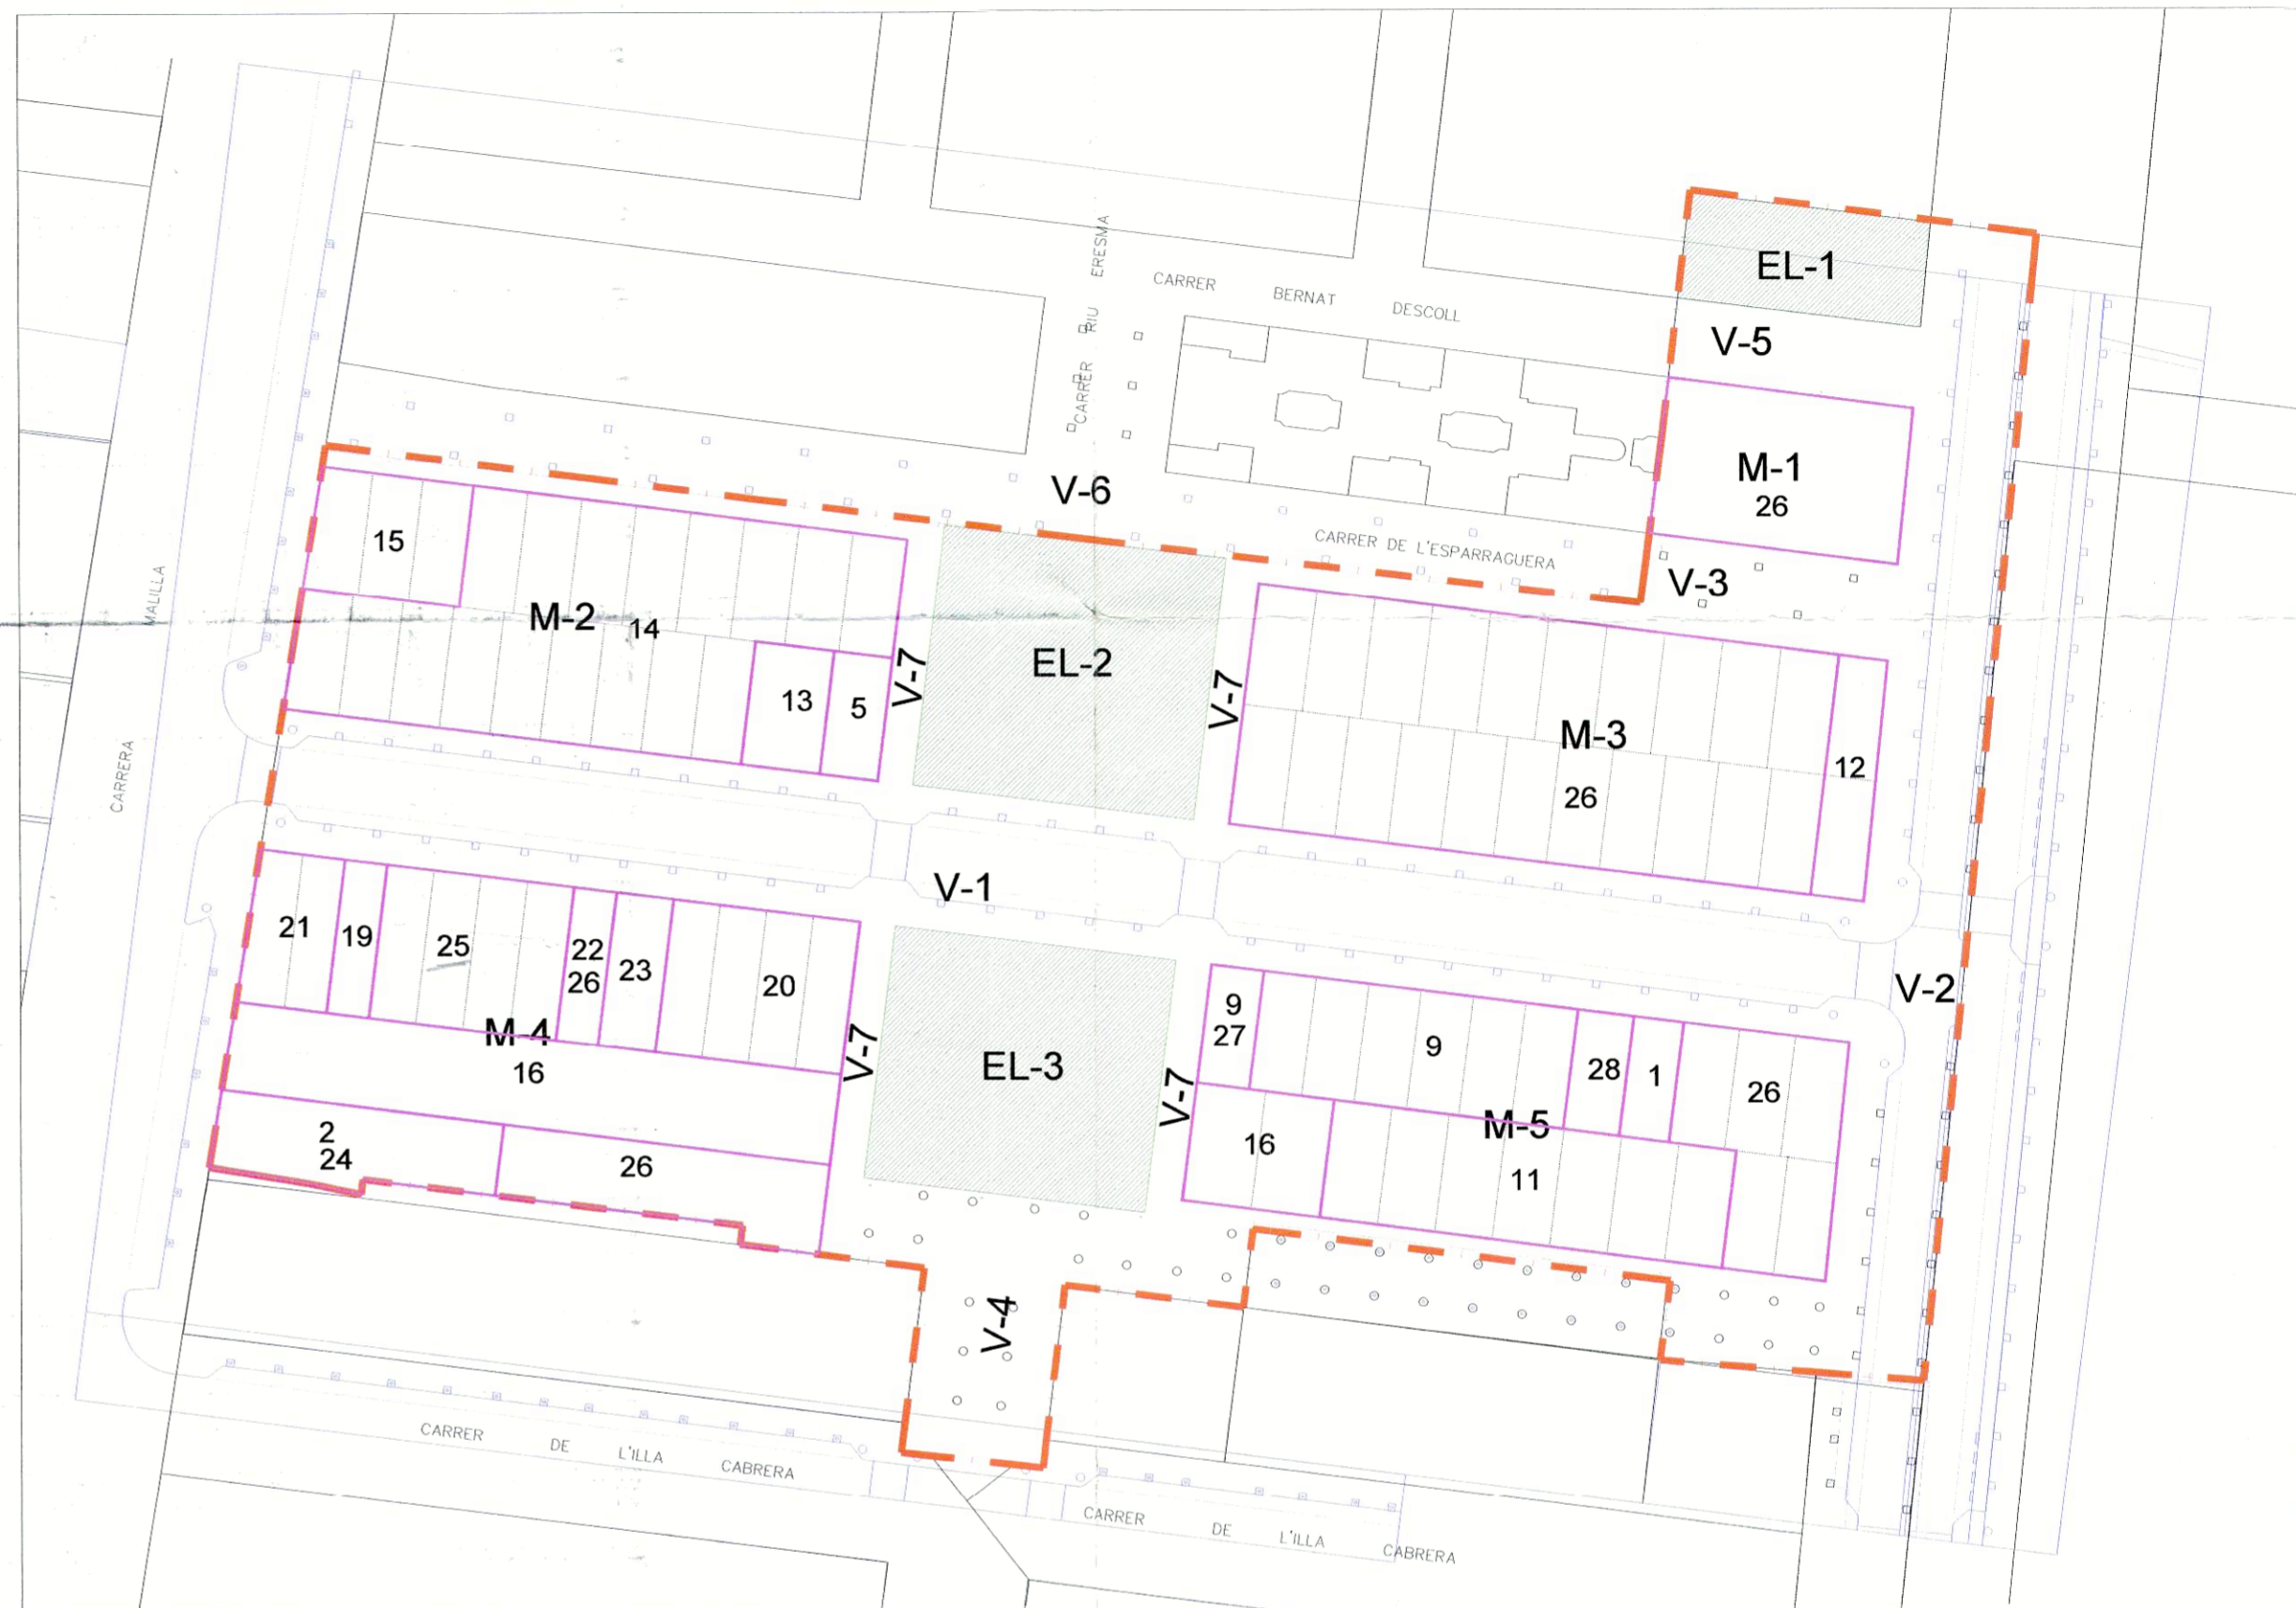 CARRER RIU ERESMA
CARRER BERNAT DESCOLL
EL-1
V-5
M-1
26
V-6
CARRER DE L'ESPARRAGUERA
V-3
15
M-2
14
13
5
V-7
EL-2
V-7
M-3
26
12
CARRERA MALILLA
V-1
21
19
25
22
26
23
20
M-4
16
2
24
26
V-7
EL-3
V-7
9
27
9
28
1
26
M-5
16
11
V-2
V-4
CARRER DE L'ILLA CABRERA
CARRER DE L'ILLA CABRERA